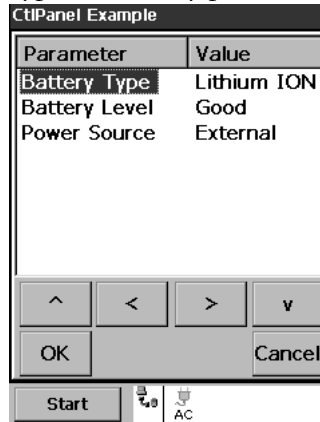 CtlPanel Example
Parameter Value
Battery Type Lithium ION
Battery Level Good
Power Source External
^ < > v
OK Cancel
Start AC